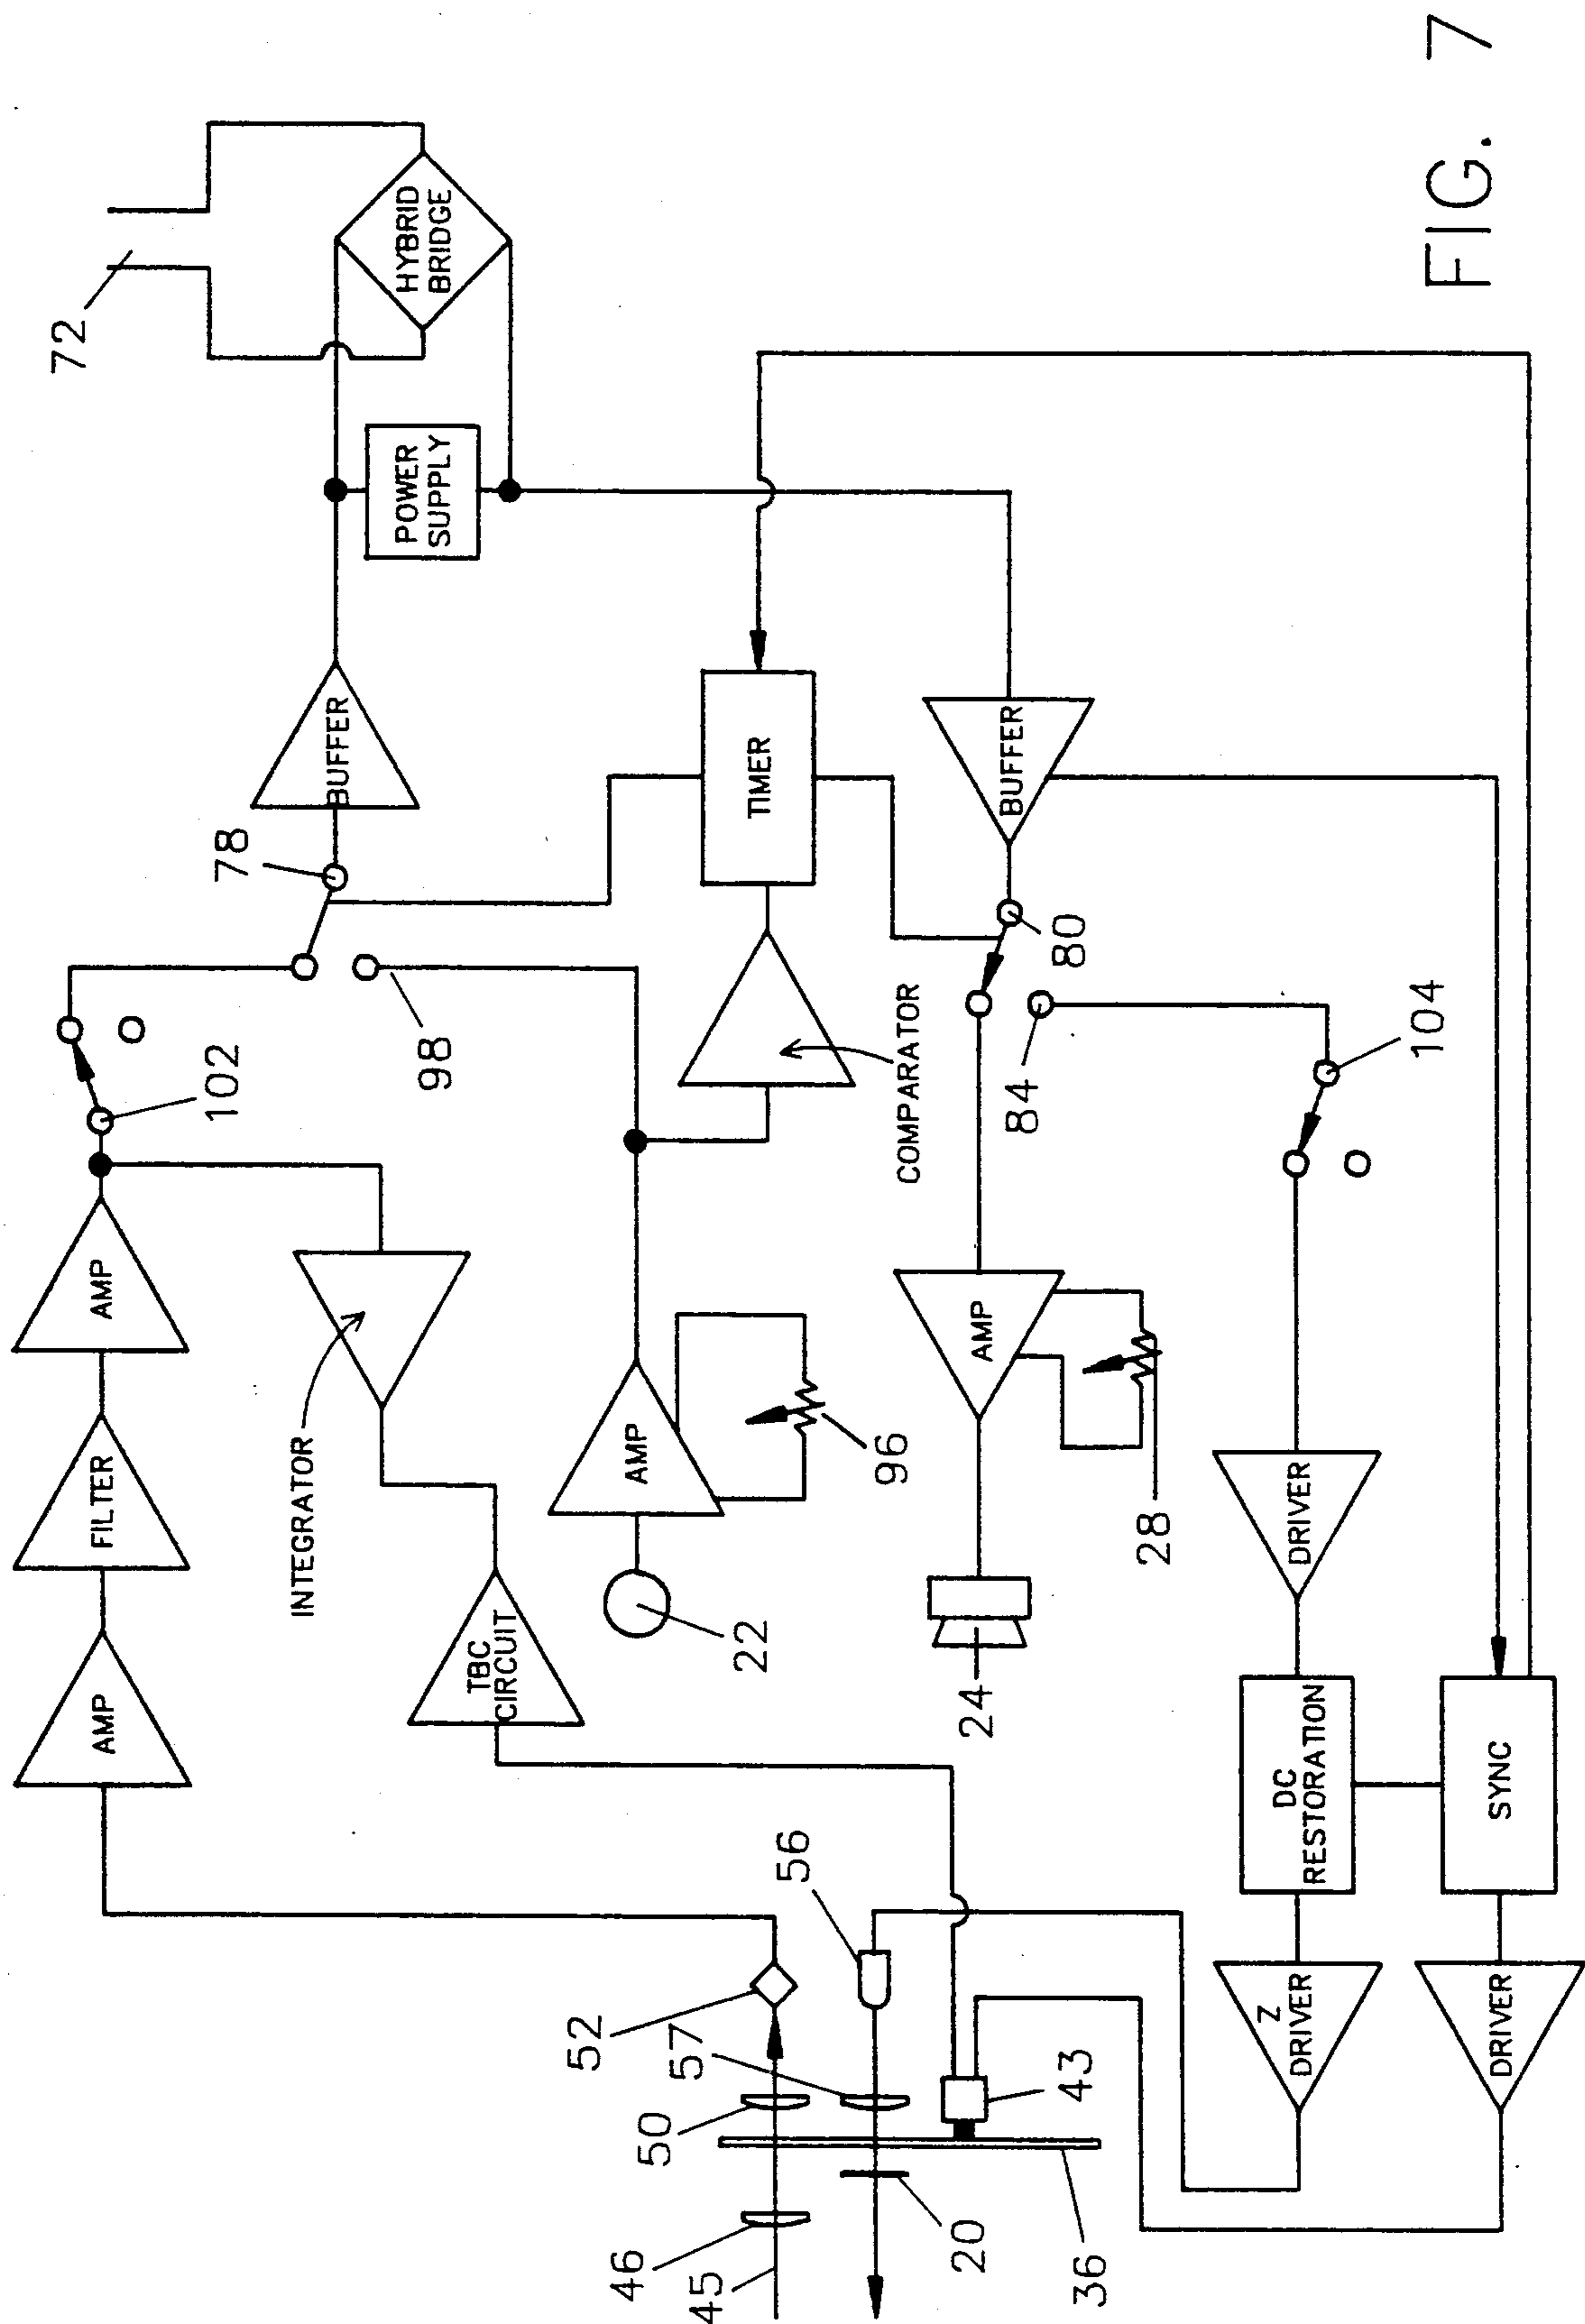 72
HYBRID
BRIDGE
POWER
SUPPLY
BUFFER
78
102
98
AMP
FILTER
AMP
INTEGRATOR
TBC
CIRCUIT
AMP
96
22
TIMER
COMPARATOR
BUFFER
80
84
104
AMP
28
24
DRIVER
DC
RESTORATION
SYNC
Z
DRIVER
DRIVER
56
52
57
50
43
46
45
20
36
FIG. 7